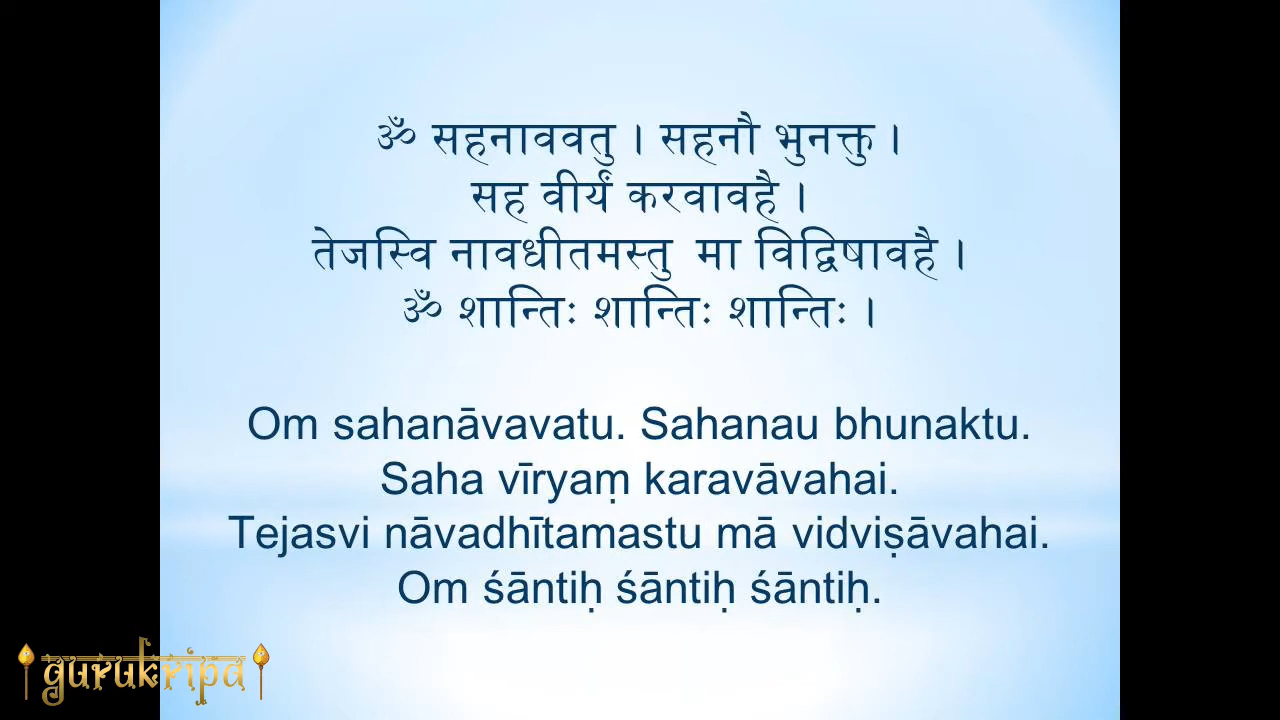 ॐ सहनाववतु । सहनौ भुनक्तु ।
सह वीर्यं करवावहै ।
तेजस्वि नावधीतमस्तु मा विद्विषावहै ।
ॐ शान्तिः शान्तिः शान्तिः ।
Om sahanāvavatu. Sahanau bhunaktu.
Saha vīryaṃ karavāvahai.
Tejasvi nāvadhītamastu mā vidviṣāvahai.
Om śāntiḥ śāntiḥ śāntiḥ.
gurukripa